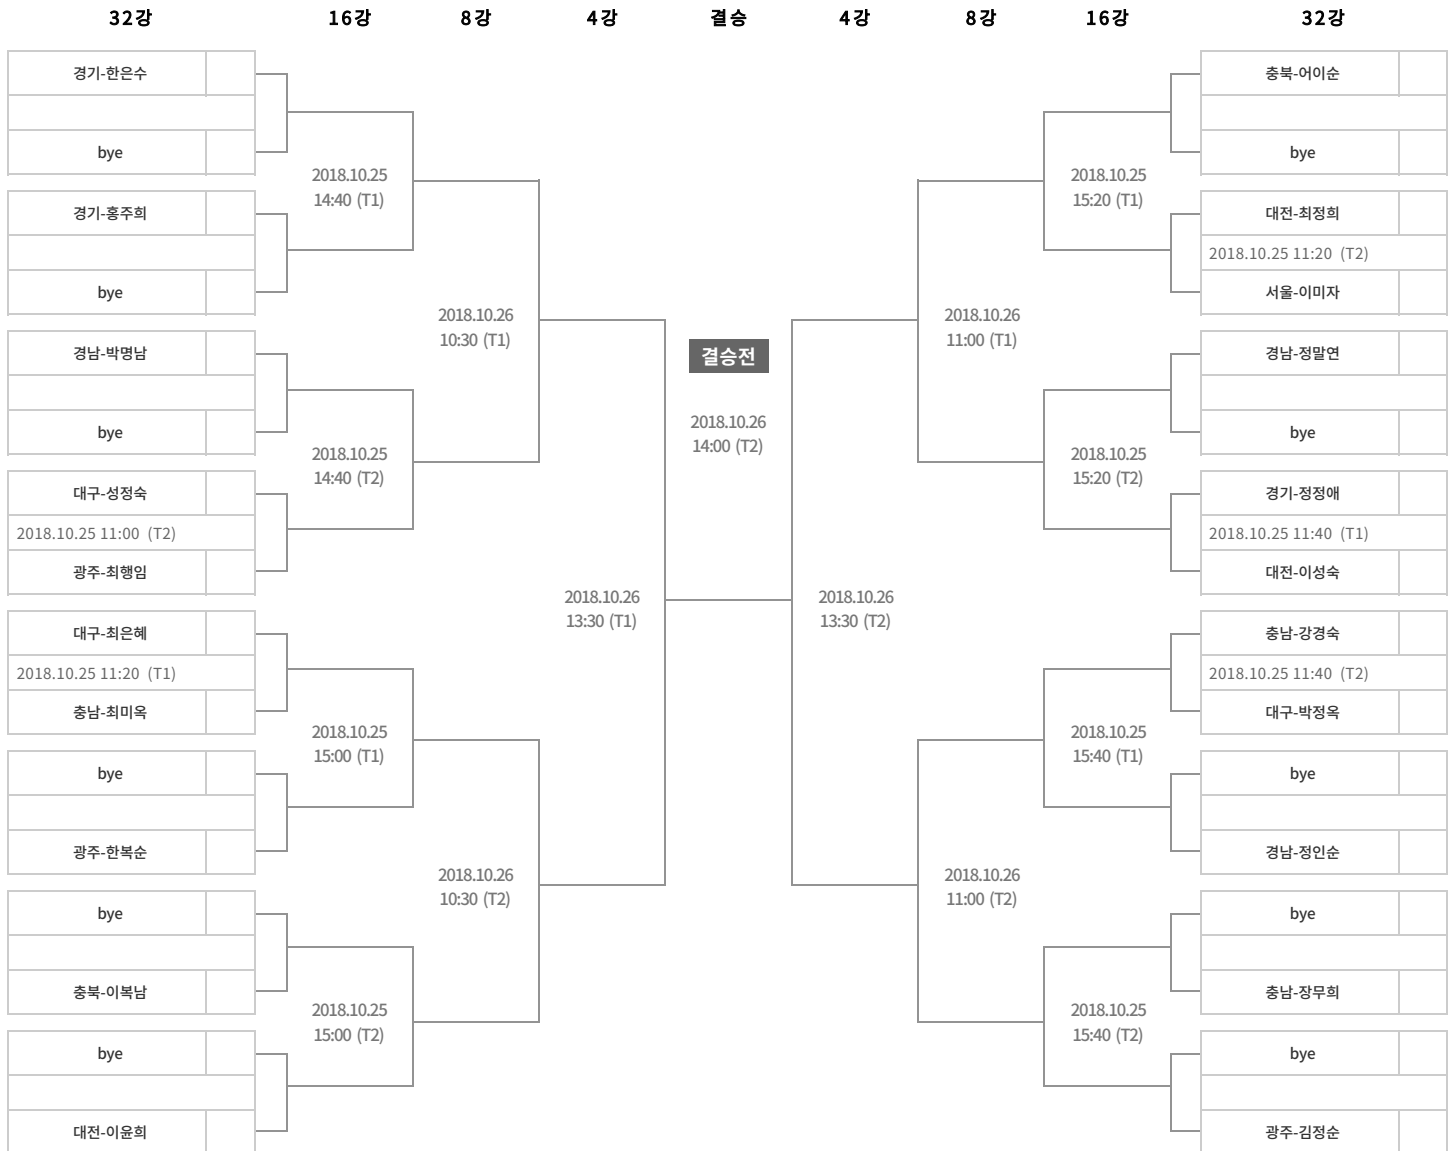 32강 16강 8강 4강 결승 4강 8강 16강 32강
경기-한은수
bye
2018.10.25
14:40 (T1)
경기-홍주희
bye
2018.10.26
10:30 (T1)
경남-박명남
bye
2018.10.25
14:40 (T2)
대구-성정숙
2018.10.25 11:00 (T2)
광주-최행임
2018.10.26
13:30 (T1)
대구-최은혜
2018.10.25 11:20 (T1)
충남-최미옥
2018.10.25
15:00 (T1)
bye
광주-한복순
2018.10.26
10:30 (T2)
bye
충북-이복남
2018.10.25
15:00 (T2)
bye
대전-이윤희
결승전
2018.10.26
14:00 (T2)
충북-어이순
bye
2018.10.25
15:20 (T1)
대전-최정희
2018.10.25 11:20 (T2)
서울-이미자
2018.10.26
11:00 (T1)
경남-정말연
bye
2018.10.25
15:20 (T2)
경기-정정애
2018.10.25 11:40 (T1)
대전-이성숙
2018.10.26
13:30 (T2)
충남-강경숙
2018.10.25 11:40 (T2)
대구-박정옥
2018.10.25
15:40 (T1)
bye
경남-정인순
2018.10.26
11:00 (T2)
bye
충남-장무희
2018.10.25
15:40 (T2)
bye
광주-김정순